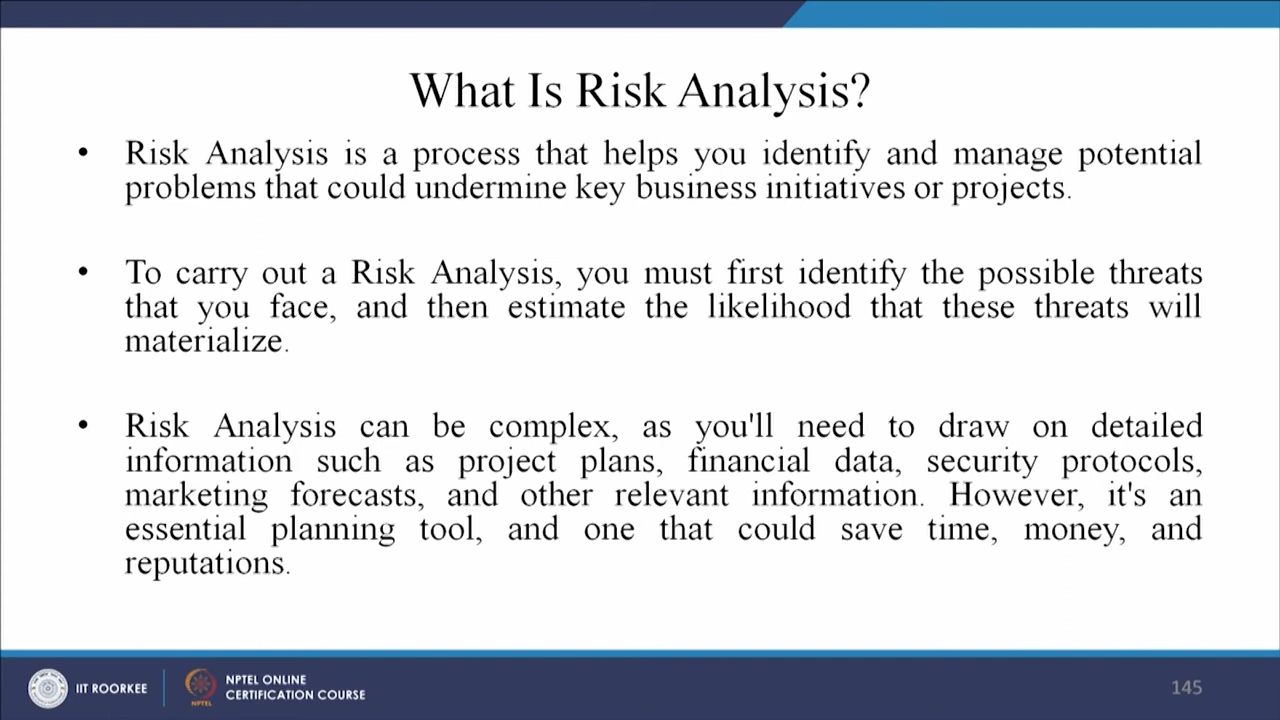 What Is Risk Analysis?
• Risk Analysis is a process that helps you identify and manage potential
problems that could undermine key business initiatives or projects.
• To carry out a Risk Analysis, you must first identify the possible threats
that you face, and then estimate the likelihood that these threats will
materialize.
• Risk Analysis can be complex, as you'll need to draw on detailed
information such as project plans, financial data, security protocols,
marketing forecasts, and other relevant information. However, it's an
essential planning tool, and one that could save time, money, and
reputations.
IIT ROORKEE
NPTEL
NPTEL ONLINE
CERTIFICATION COURSE
145